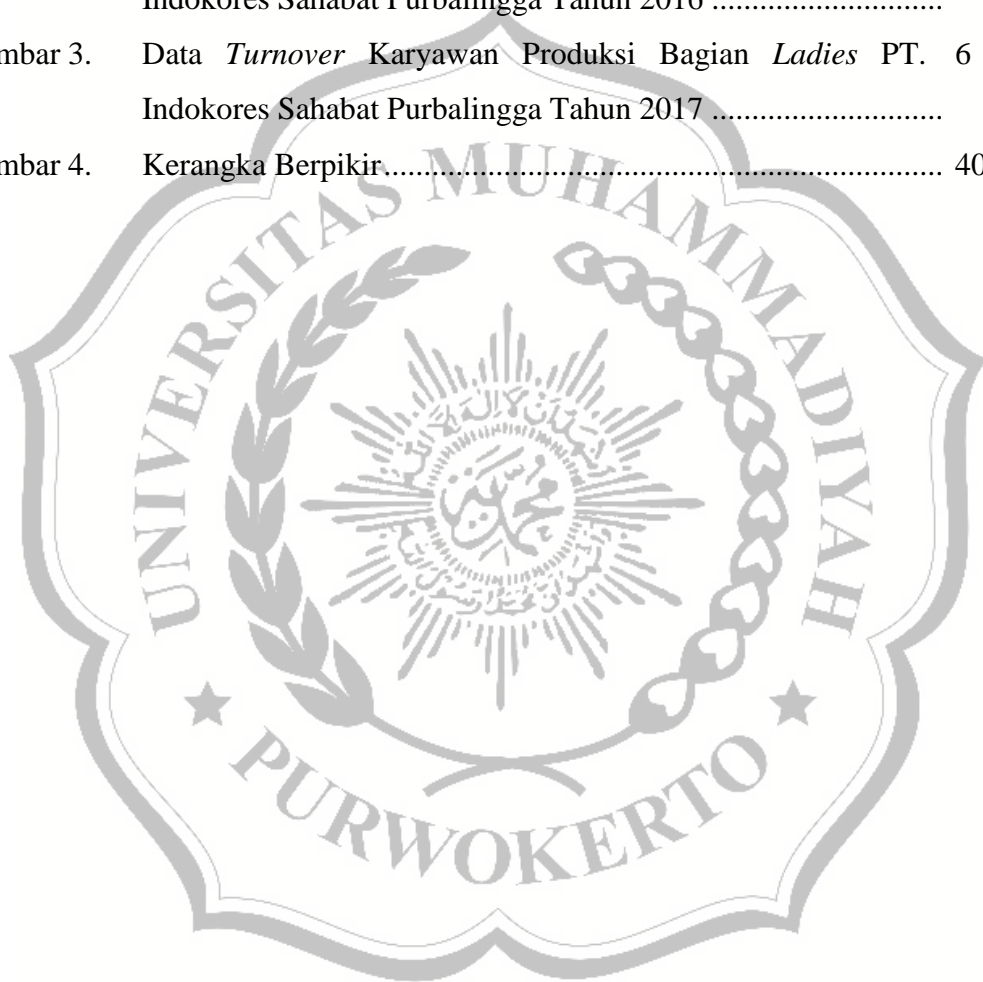 Indokores Sahabat Purbalingga Tahun 2016 .............................
mbar 3. Data Turnover Karyawan Produksi Bagian Ladies PT. 6
Indokores Sahabat Purbalingga Tahun 2017 .............................
mbar 4. Kerangka Berpikir...................................................................... 40
UNIVERSITAS MUHAMMADIYAH
PURWOKERTO